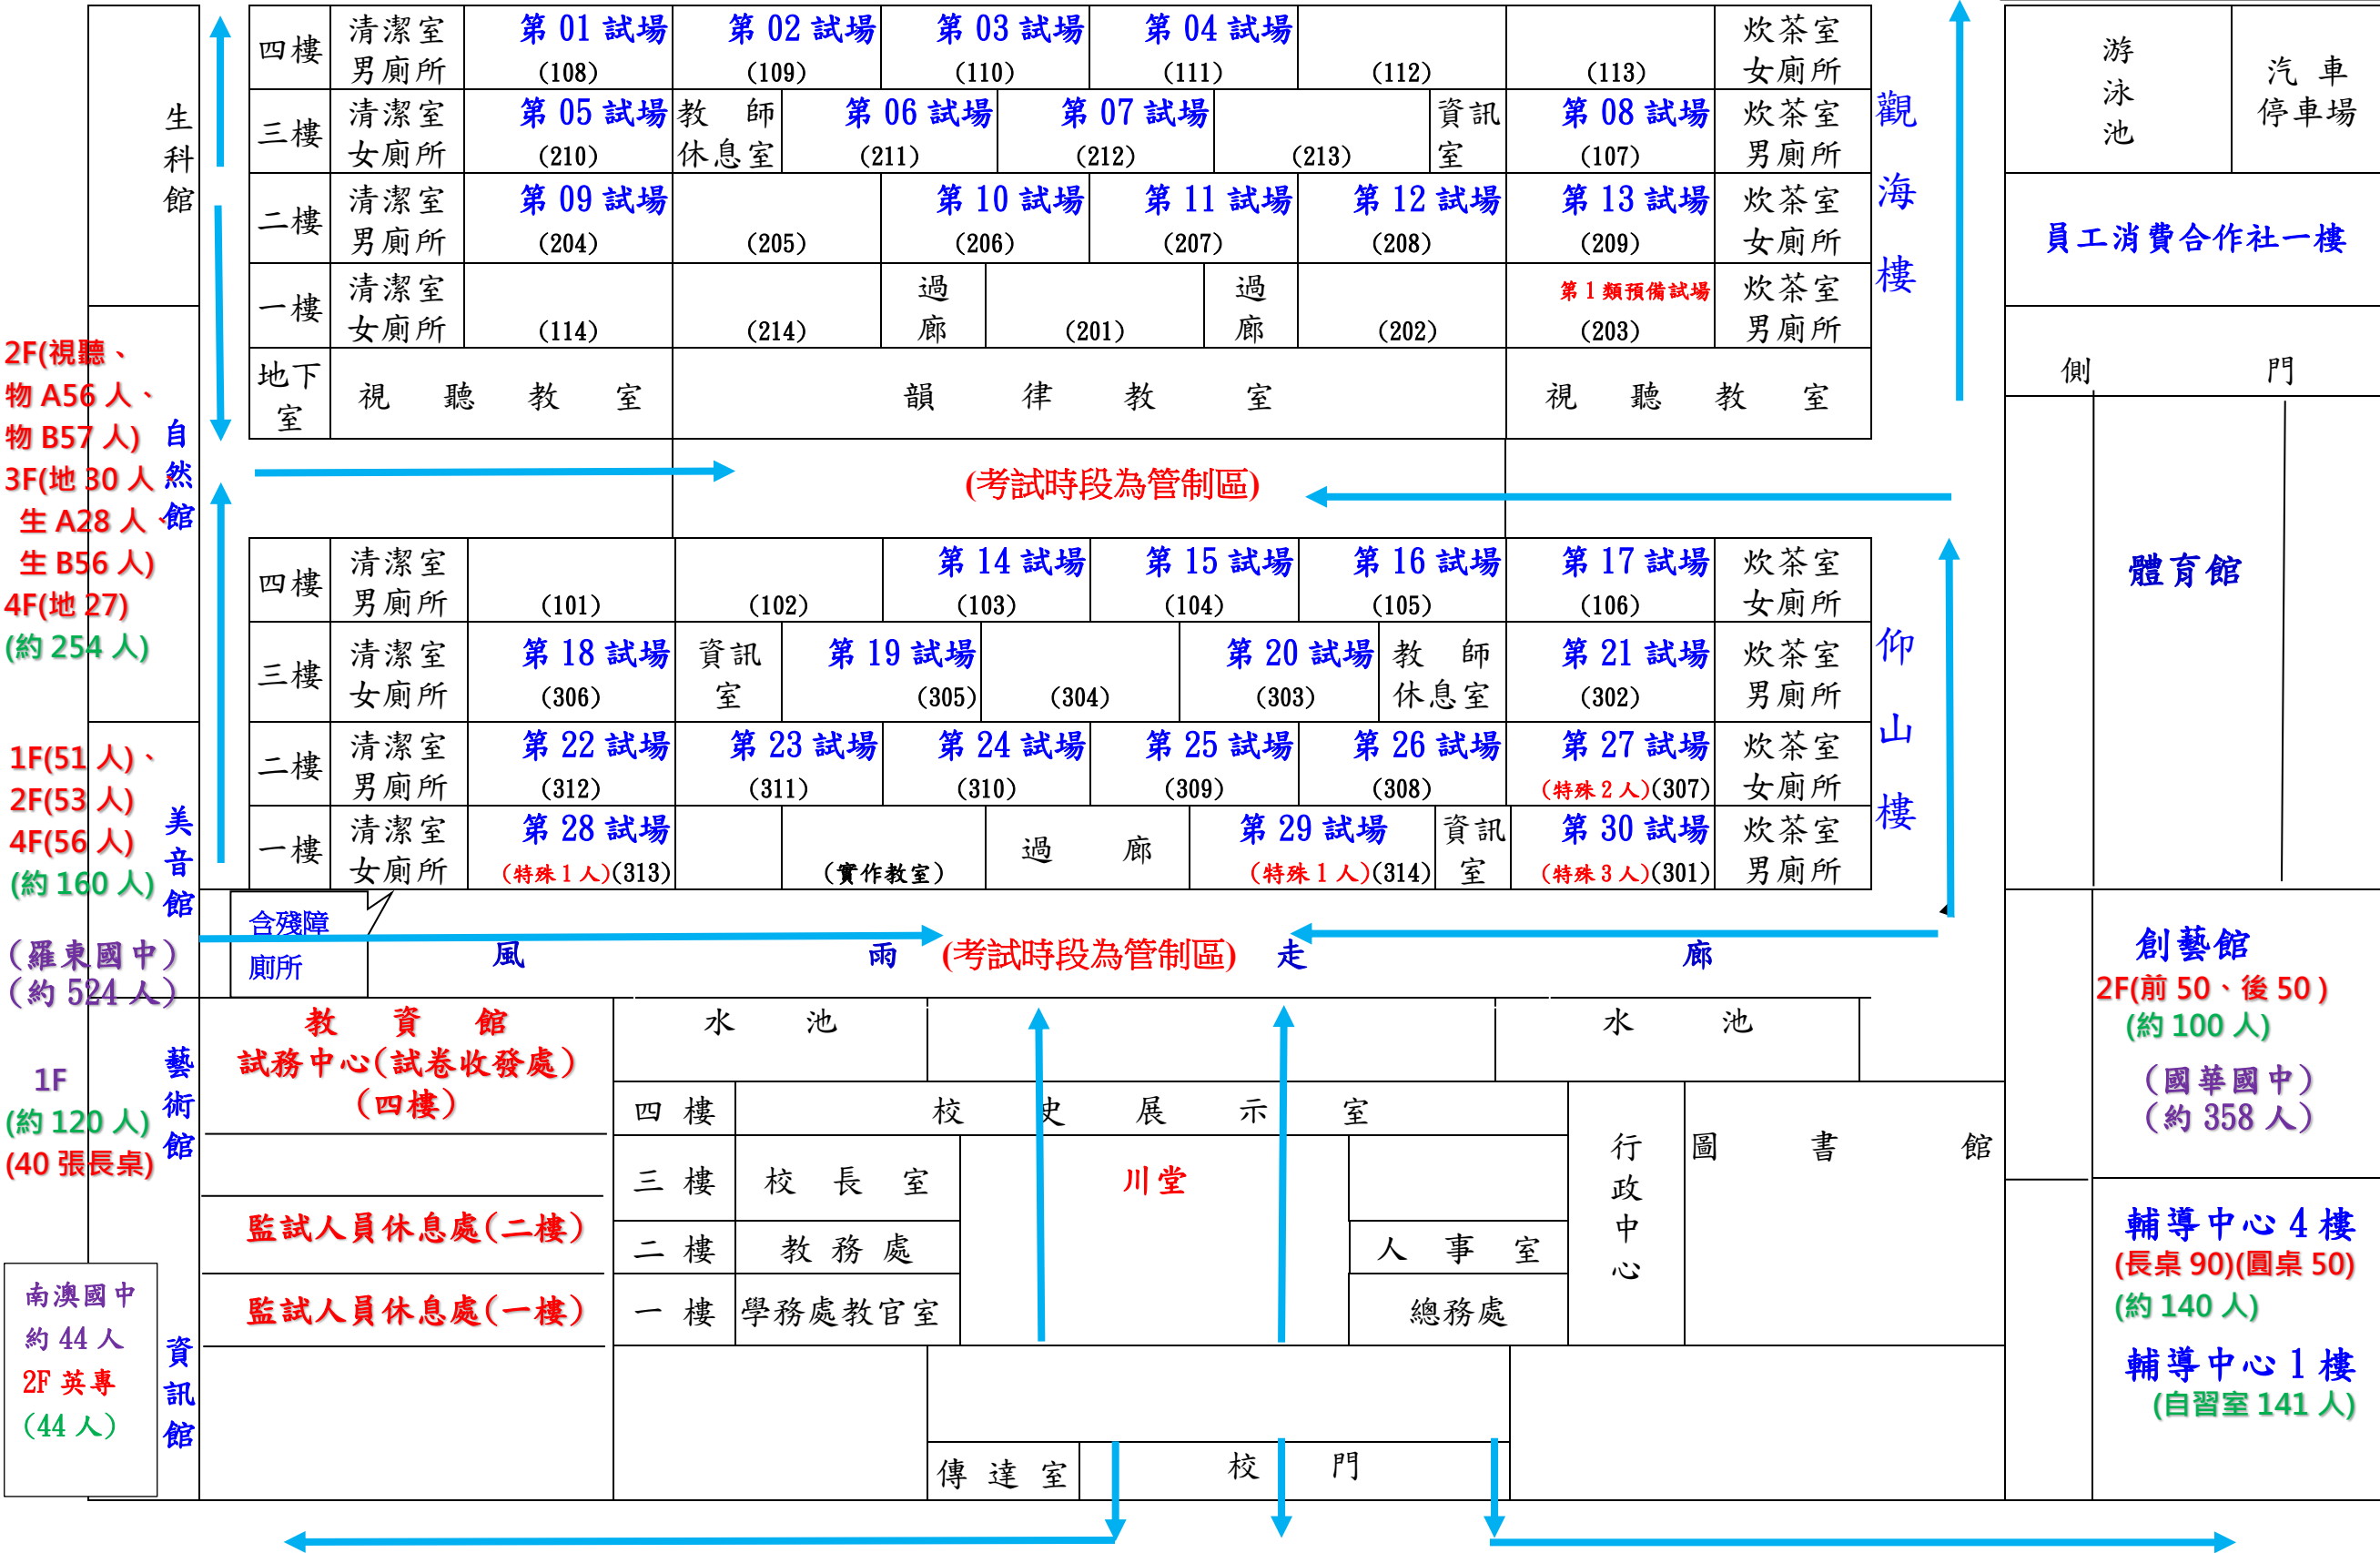 生科館
四樓
清潔室
男廁所
第 01 試場
(108)
第 02 試場
(109)
第 03 試場
(110)
第 04 試場
(111)
(112)
(113)
炊茶室
女廁所
三樓
清潔室
女廁所
第 05 試場
(210)
教 師
休息室
第 06 試場
(211)
第 07 試場
(212)
(213)
資訊
室
第 08 試場
(107)
炊茶室
男廁所
二樓
清潔室
男廁所
第 09 試場
(204)
(205)
第 10 試場
(206)
第 11 試場
(207)
第 12 試場
(208)
第 13 試場
(209)
炊茶室
女廁所
一樓
清潔室
女廁所
(114)
(214)
過
廊
(201)
過
廊
(202)
第 1 類預備試場
(203)
炊茶室
男廁所
地下
室
視 聽 教 室
韻 律 教 室
視 聽 教 室
觀海樓
游泳池
汽 車
停車場
員工消費合作社一樓
側 門
體育館
2F(視聽、
物 A56 人、
物 B57 人)
3F(地 30 人、
生 A28 人、
生 B56 人)
4F(地 27)
(約 254 人)
自然館
(考試時段為管制區)
四樓
清潔室
男廁所
(101)
(102)
第 14 試場
(103)
第 15 試場
(104)
第 16 試場
(105)
第 17 試場
(106)
炊茶室
女廁所
三樓
清潔室
女廁所
第 18 試場
(306)
資訊
室
第 19 試場
(305)
(304)
第 20 試場
(303)
教 師
休息室
第 21 試場
(302)
炊茶室
男廁所
二樓
清潔室
男廁所
第 22 試場
(312)
第 23 試場
(311)
第 24 試場
(310)
第 25 試場
(309)
第 26 試場
(308)
第 27 試場
(特殊 2 人)(307)
炊茶室
女廁所
一樓
清潔室
女廁所
第 28 試場
(特殊 1 人)(313)
(實作教室)
過 廊
第 29 試場
(特殊 1 人)(314)
資訊
室
第 30 試場
(特殊 3 人)(301)
炊茶室
男廁所
仰山樓
1F(51 人)、
2F(53 人)
4F(56 人)
(約 160 人)
美音館
(羅東國中)
(約 524 人)
含殘障
廁所
風 雨 (考試時段為管制區) 走 廊
1F
(約 120 人)
(40 張長桌)
藝術館
教 資 館
試務中心(試卷收發處)
(四樓)
監試人員休息處(二樓)
監試人員休息處(一樓)
水 池
水 池
四 樓
校 史 展 示 室
三 樓
校 長 室
川堂
二 樓
教 務 處
人 事 室
一 樓
學務處教官室
總務處
行政中心
圖 書 館
創藝館
2F(前 50、後 50 )
(約 100 人)
(國華國中)
(約 358 人)
輔導中心 4 樓
(長桌 90)(圓桌 50)
(約 140 人)
輔導中心 1 樓
(自習室 141 人)
南澳國中
約 44 人
2F 英專
(44 人)
資訊館
傳 達 室
校 門